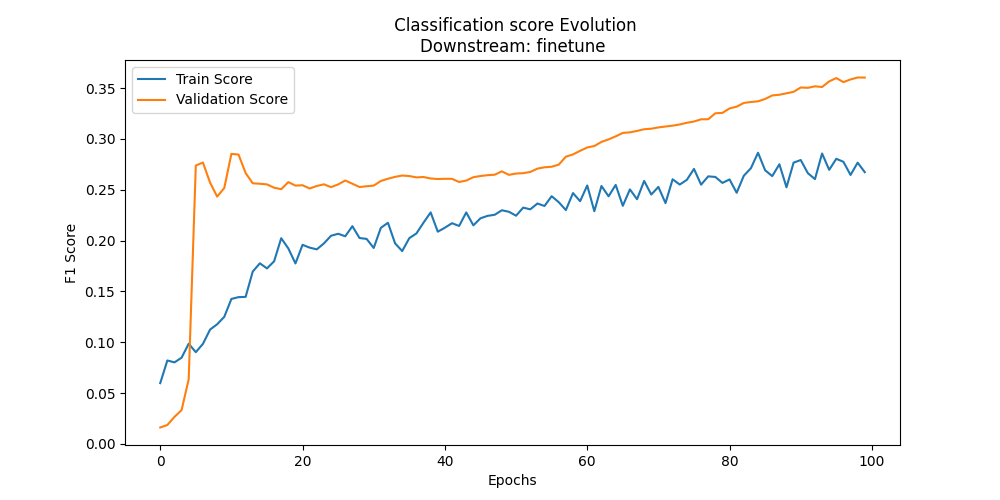 Classification score Evolution
Downstream: finetune
Train Score
Validation Score
F1 Score
0.35
0.30
0.25
0.20
0.15
0.10
0.05
0.00
0 20 40 60 80 100
Epochs